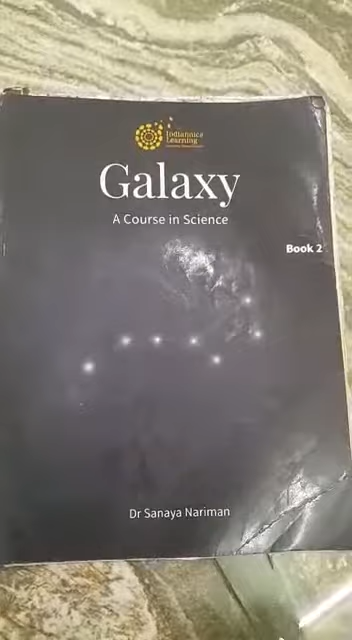 Indiannica
Learning
Galaxy
A Course in Science
Book 2
Dr Sanaya Nariman